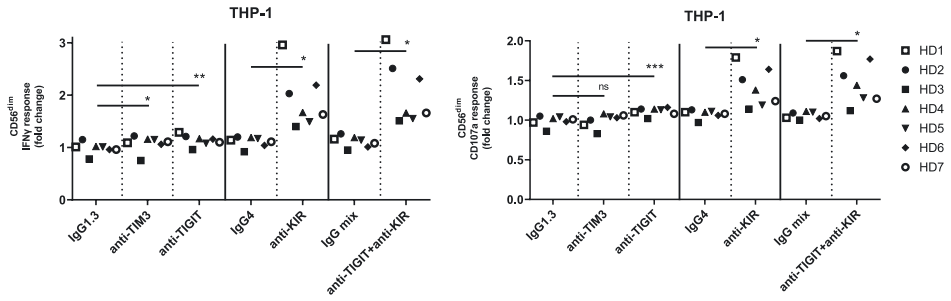 THP-1
CD56dim
IFNγ response
(fold change)
3
2
1
0
**
*
*
*
IgG1.3
anti-TIM3
anti-TIGIT
IgG4
anti-KIR
IgG mix
anti-TIGIT+anti-KIR
THP-1
CD56dim
CD107a response
(fold change)
2.0
1.5
1.0
0.5
0.0
***
ns
*
*
IgG1.3
anti-TIM3
anti-TIGIT
IgG4
anti-KIR
IgG mix
anti-TIGIT+anti-KIR
HD1
HD2
HD3
HD4
HD5
HD6
HD7